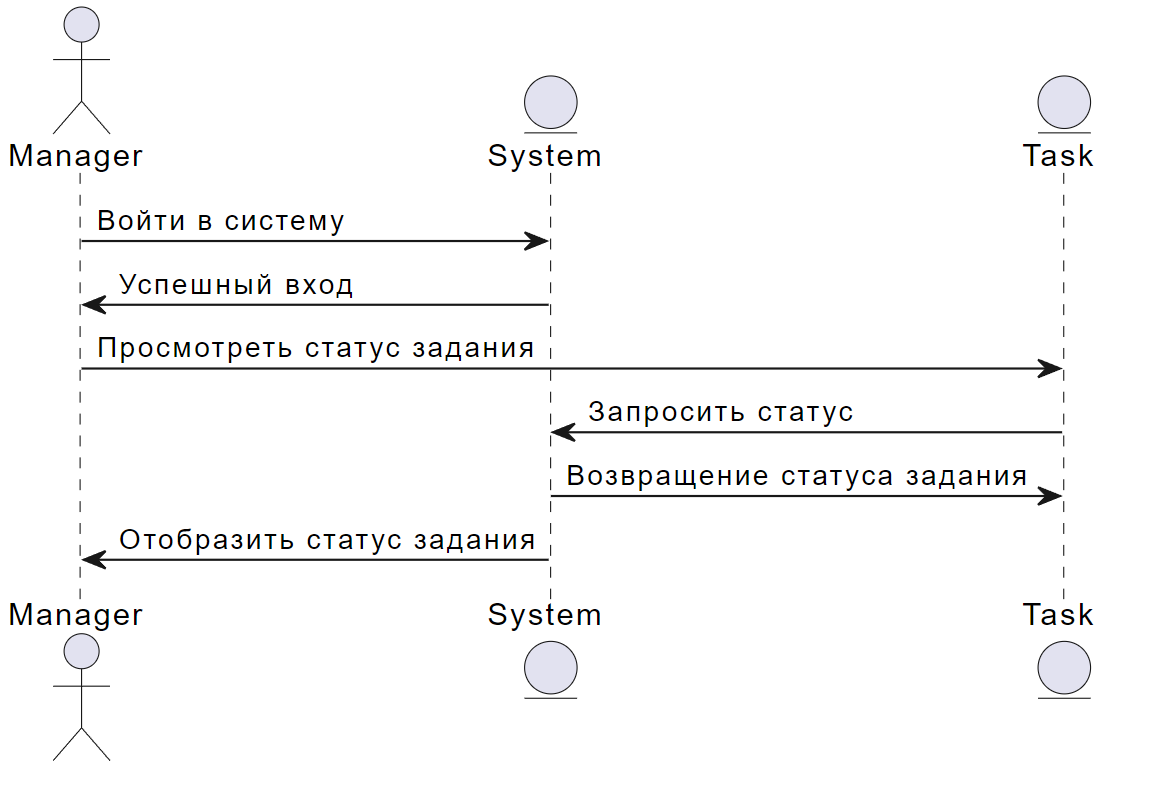 Manager
System
Task
Войти в систему
Успешный вход
Просмотреть статус задания
Запросить статус
Возвращение статуса задания
Отобразить статус задания
Manager
System
Task